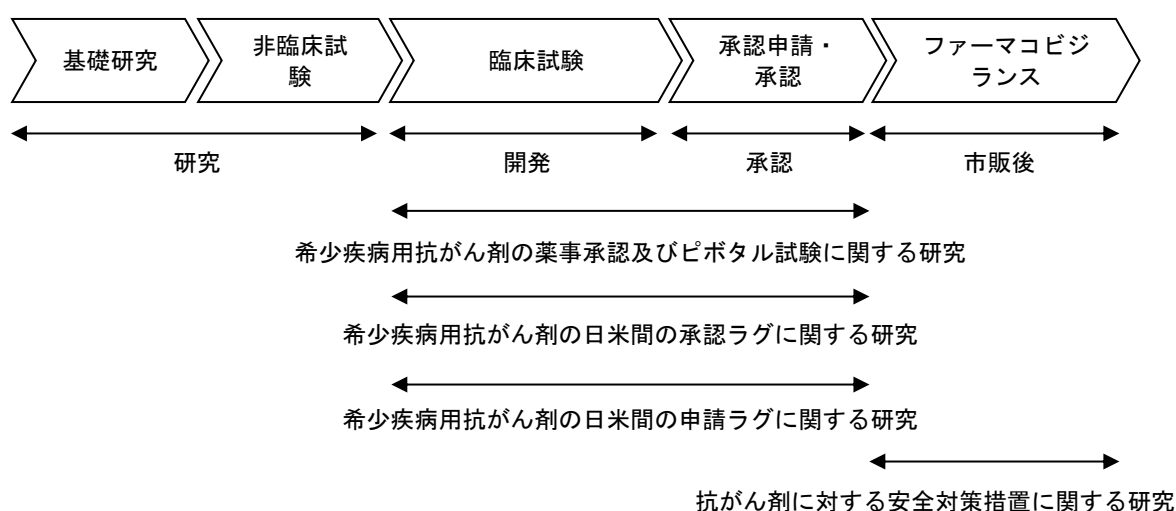 基礎研究
非臨床試
験
臨床試験
承認申請・
承認
ファーマコビジ
ランス
研究
開発
承認
市販後
希少疾病用抗がん剤の薬事承認及びピボタル試験に関する研究
希少疾病用抗がん剤の日米間の承認ラグに関する研究
希少疾病用抗がん剤の日米間の申請ラグに関する研究
抗がん剤に対する安全対策措置に関する研究